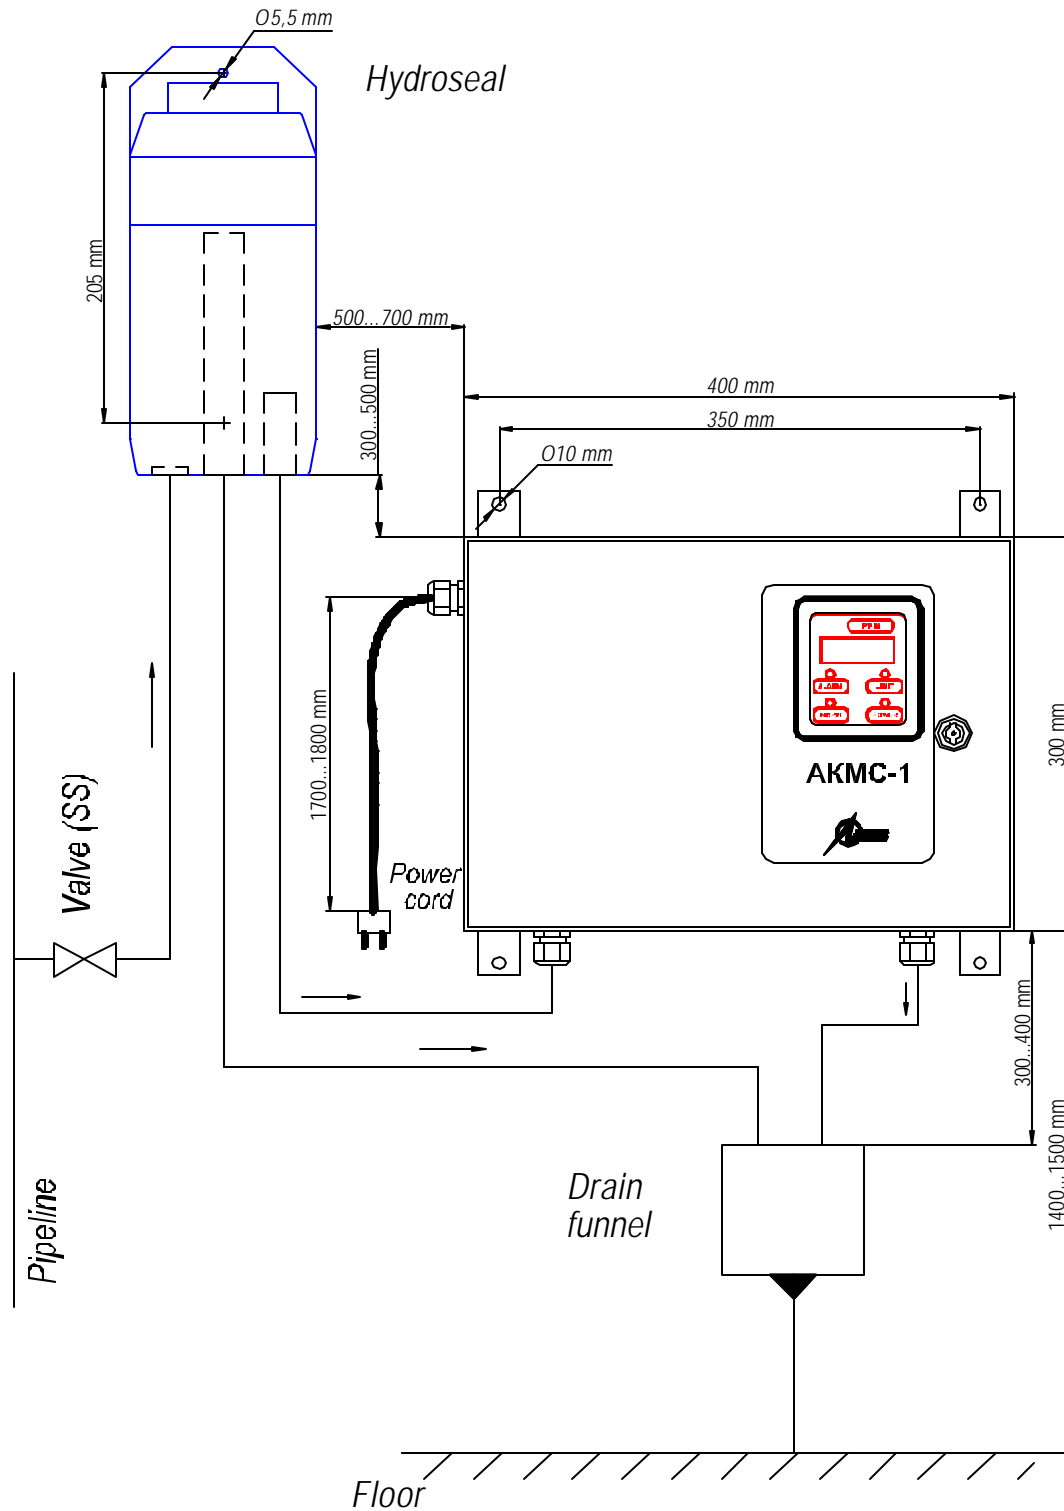 O5,5 mm
Hydroseal
205 mm
500...700 mm
300...500 mm
400 mm
350 mm
O10 mm
1700...1800 mm
300 mm
АКМС-1
Valve (SS)
Power
cord
300...400 mm
1400...1500 mm
Pipeline
Drain
funnel
Floor